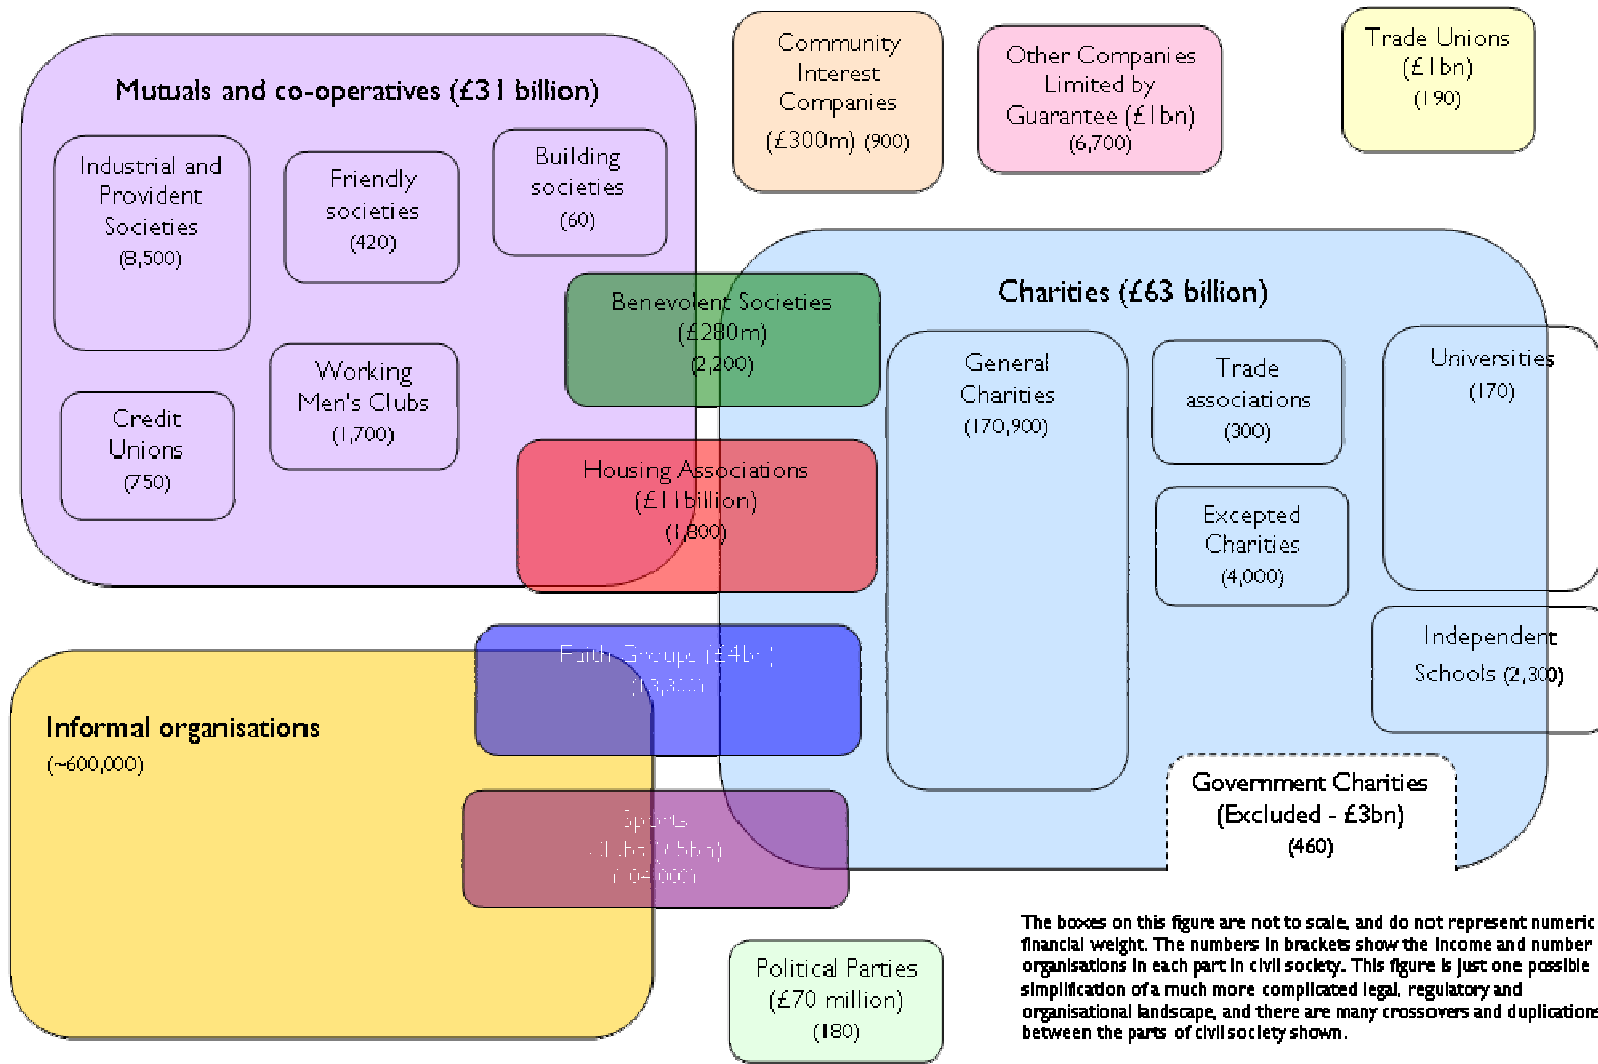 Community
Interest
Companies
(£300m) (900)
Other Companies
Limited by
Guarantee (£1bn)
(6,700)
Trade Unions
(£1bn)
(190)
Mutuals and co-operatives (£31 billion)
Industrial and
Provident
Societies
(8,500)
Friendly
societies
(420)
Building
societies
(60)
Credit
Unions
(750)
Working
Men's Clubs
(1,700)
Benevolent Societies
(£280m)
(2,200)
Housing Associations
(£11billion)
(1,800)
Charities (£63 billion)
General
Charities
(170,900)
Trade
associations
(300)
Excepted
Charities
(4,000)
Universities
(170)
Independent
Schools (2,300)
Government Charities
(Excluded - £3bn)
(460)
Faith Groups (£4bn)
Informal organisations
(~600,000)
Sports
Political Parties
(£70 million)
(180)
The boxes on this figure are not to scale, and do not represent numeric
financial weight. The numbers in brackets show the income and number
organisations in each part in civil society. This figure is just one possible
simplification of a much more complicated legal, regulatory and
organisational landscape, and there are many crossovers and duplications
between the parts of civil society shown.